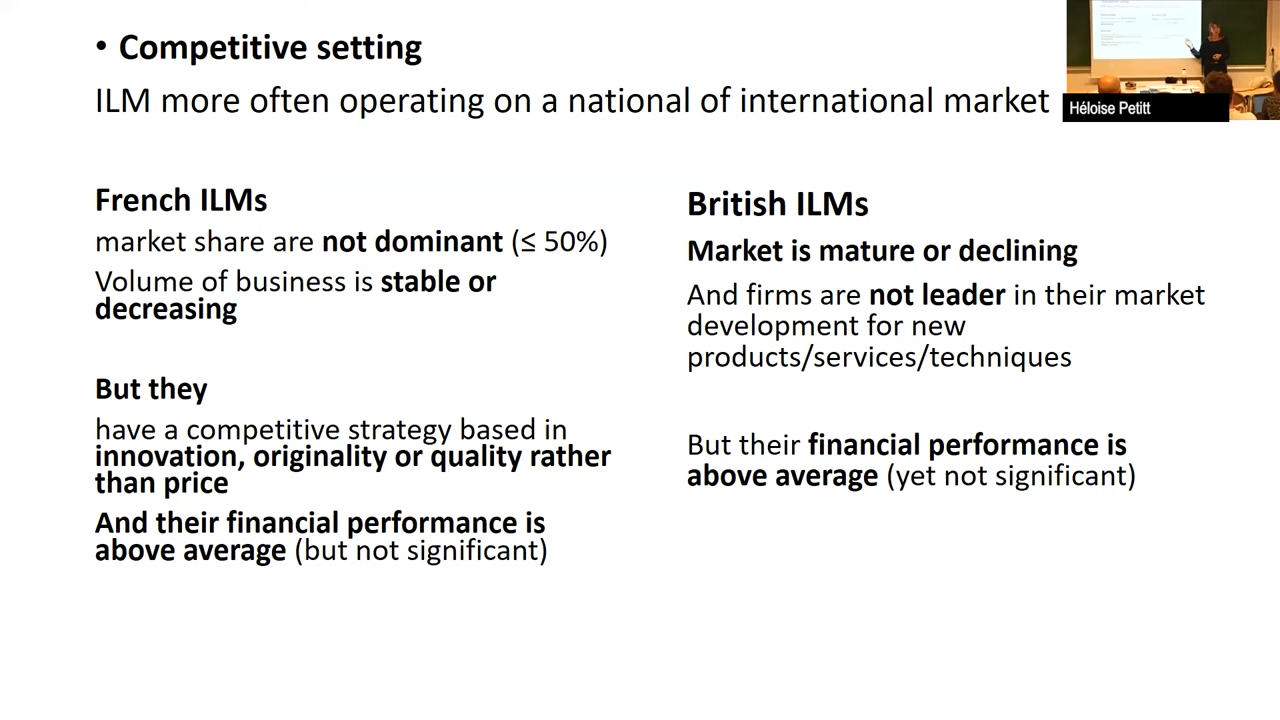 • Competitive setting
ILM more often operating on a national of international market
Héloise Petitt
French ILMs
market share are not dominant (≤ 50%)
Volume of business is stable or
decreasing
But they
have a competitive strategy based in
innovation, originality or quality rather
than price
And their financial performance is
above average (but not significant)
British ILMs
Market is mature or declining
And firms are not leader in their market
development for new
products/services/techniques
But their financial performance is
above average (yet not significant)